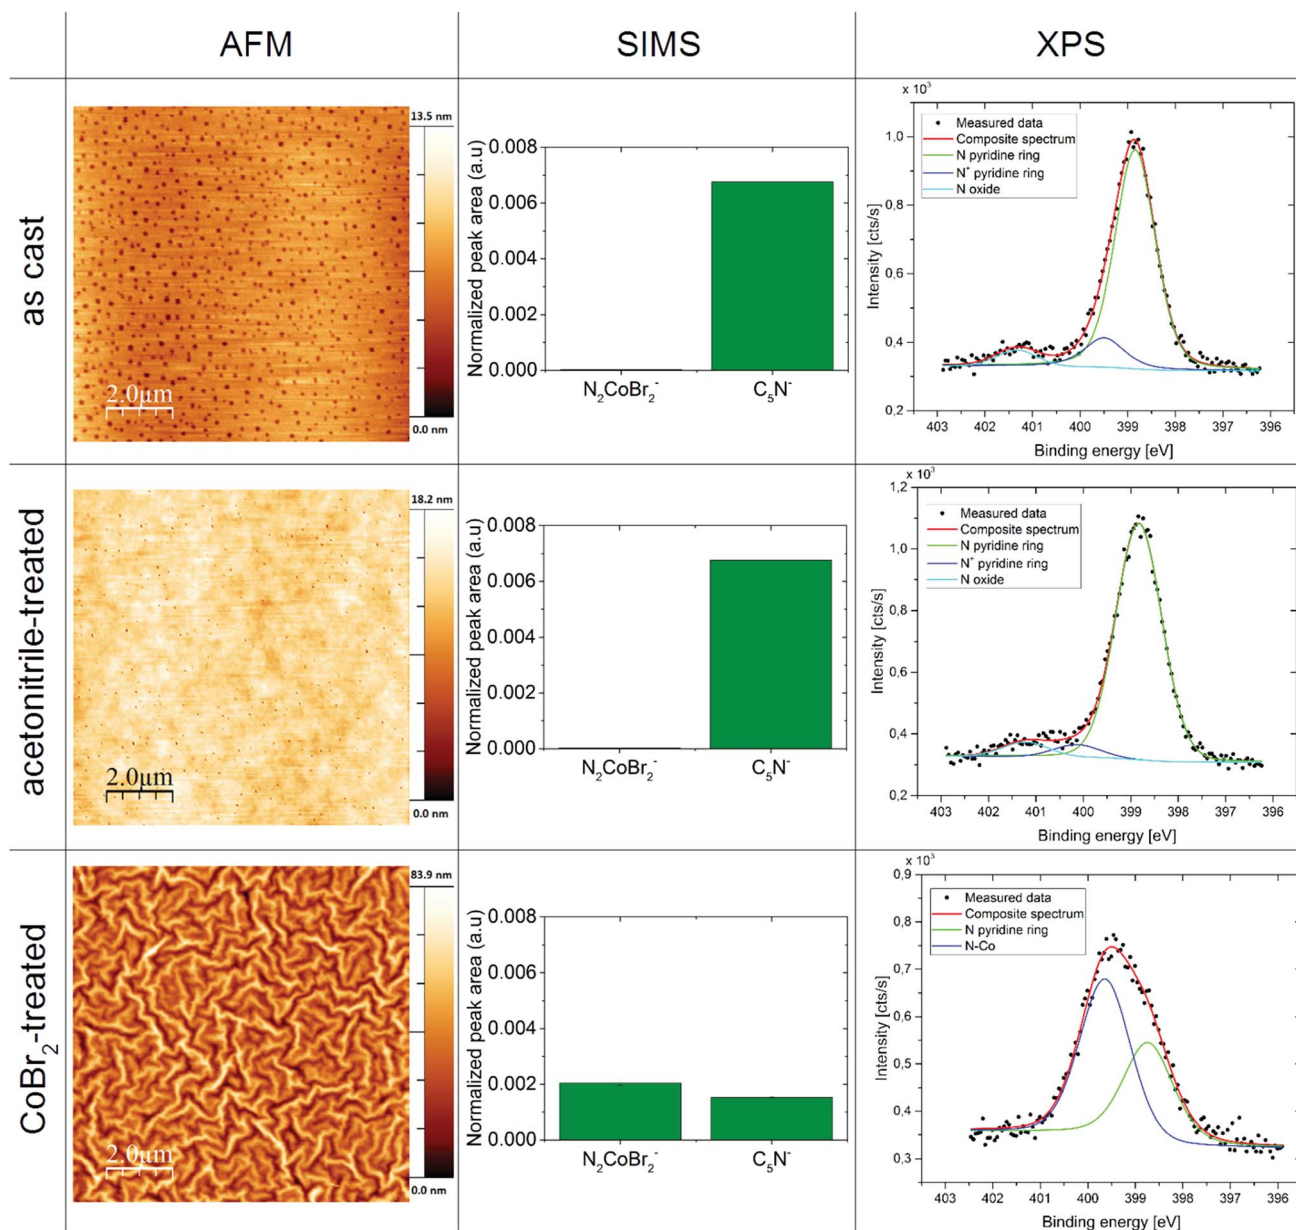 AFM
SIMS
XPS
as cast
13.5 nm
0.0 nm
2.0µm
Normalized peak area (a.u)
0.008
0.006
0.004
0.002
0.000
N₂CoBr₂⁻
C₅N⁻
x 10³
Measured data
Composite spectrum
N pyridine ring
N⁺ pyridine ring
N oxide
Intensity [cts/s]
1,0
0,8
0,6
0,4
0,2
403 402 401 400 399 398 397 396
Binding energy [eV]
acetonitrile-treated
18.2 nm
0.0 nm
2.0µm
Normalized peak area (a.u)
0.008
0.006
0.004
0.002
0.000
N₂CoBr₂⁻
C₅N⁻
x 10³
Measured data
Composite spectrum
N pyridine ring
N⁺ pyridine ring
N oxide
Intensity [cts/s]
1,2
1,0
0,8
0,6
0,4
0,2
403 402 401 400 399 398 397 396
Binding energy [eV]
CoBr₂-treated
83.9 nm
0.0 nm
2.0µm
Normalized peak area (a.u)
0.008
0.006
0.004
0.002
0.000
N₂CoBr₂⁻
C₅N⁻
x 10³
Measured data
Composite spectrum
N pyridine ring
N-Co
Intensity [cts/s]
0,9
0,7
0,6
0,5
0,4
0,3
403 402 401 400 399 398 397 396
Binding energy [eV]